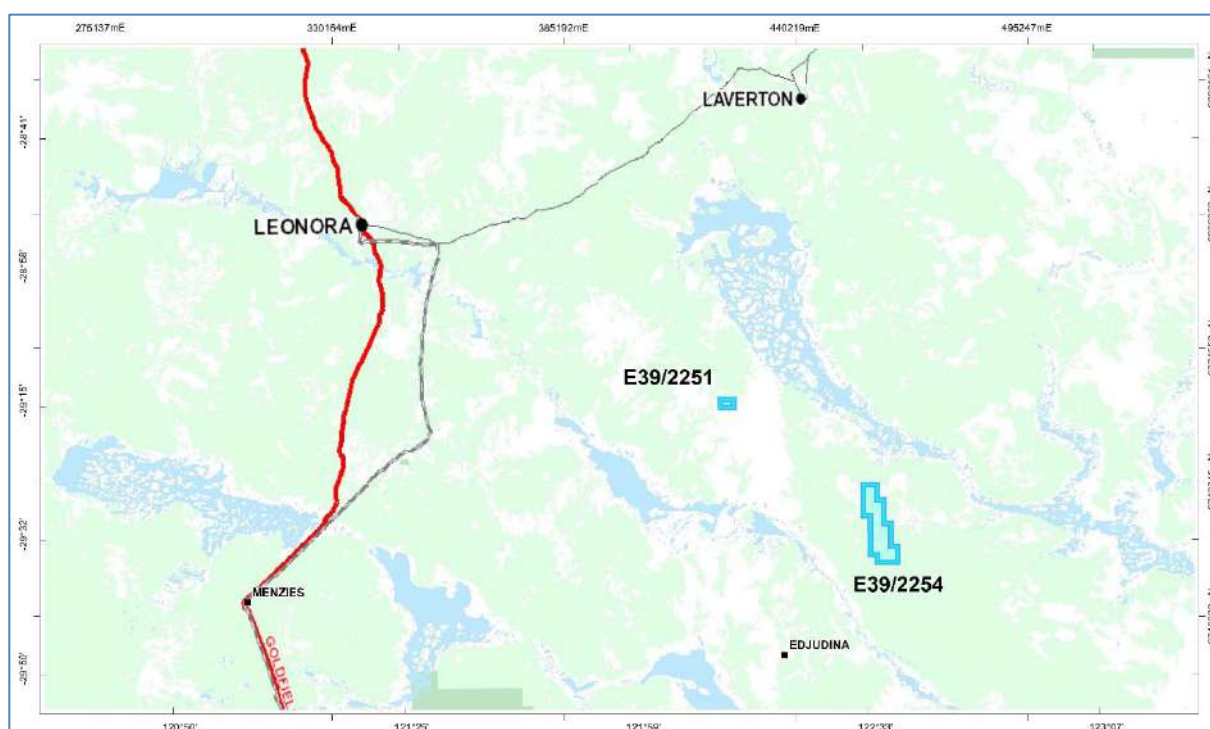 275137mE 330164mE 385192mE 440219mE 495247mE
LAVERTON
-28°41'
LEONORA
-28°58'
E39/2251
-29°15'
-29°32'
E39/2254
MENZIES
EDJUDINA
GOLDFIEL
-29°50'
120°50' 121°25' 121°59' 122°33' 123°07'